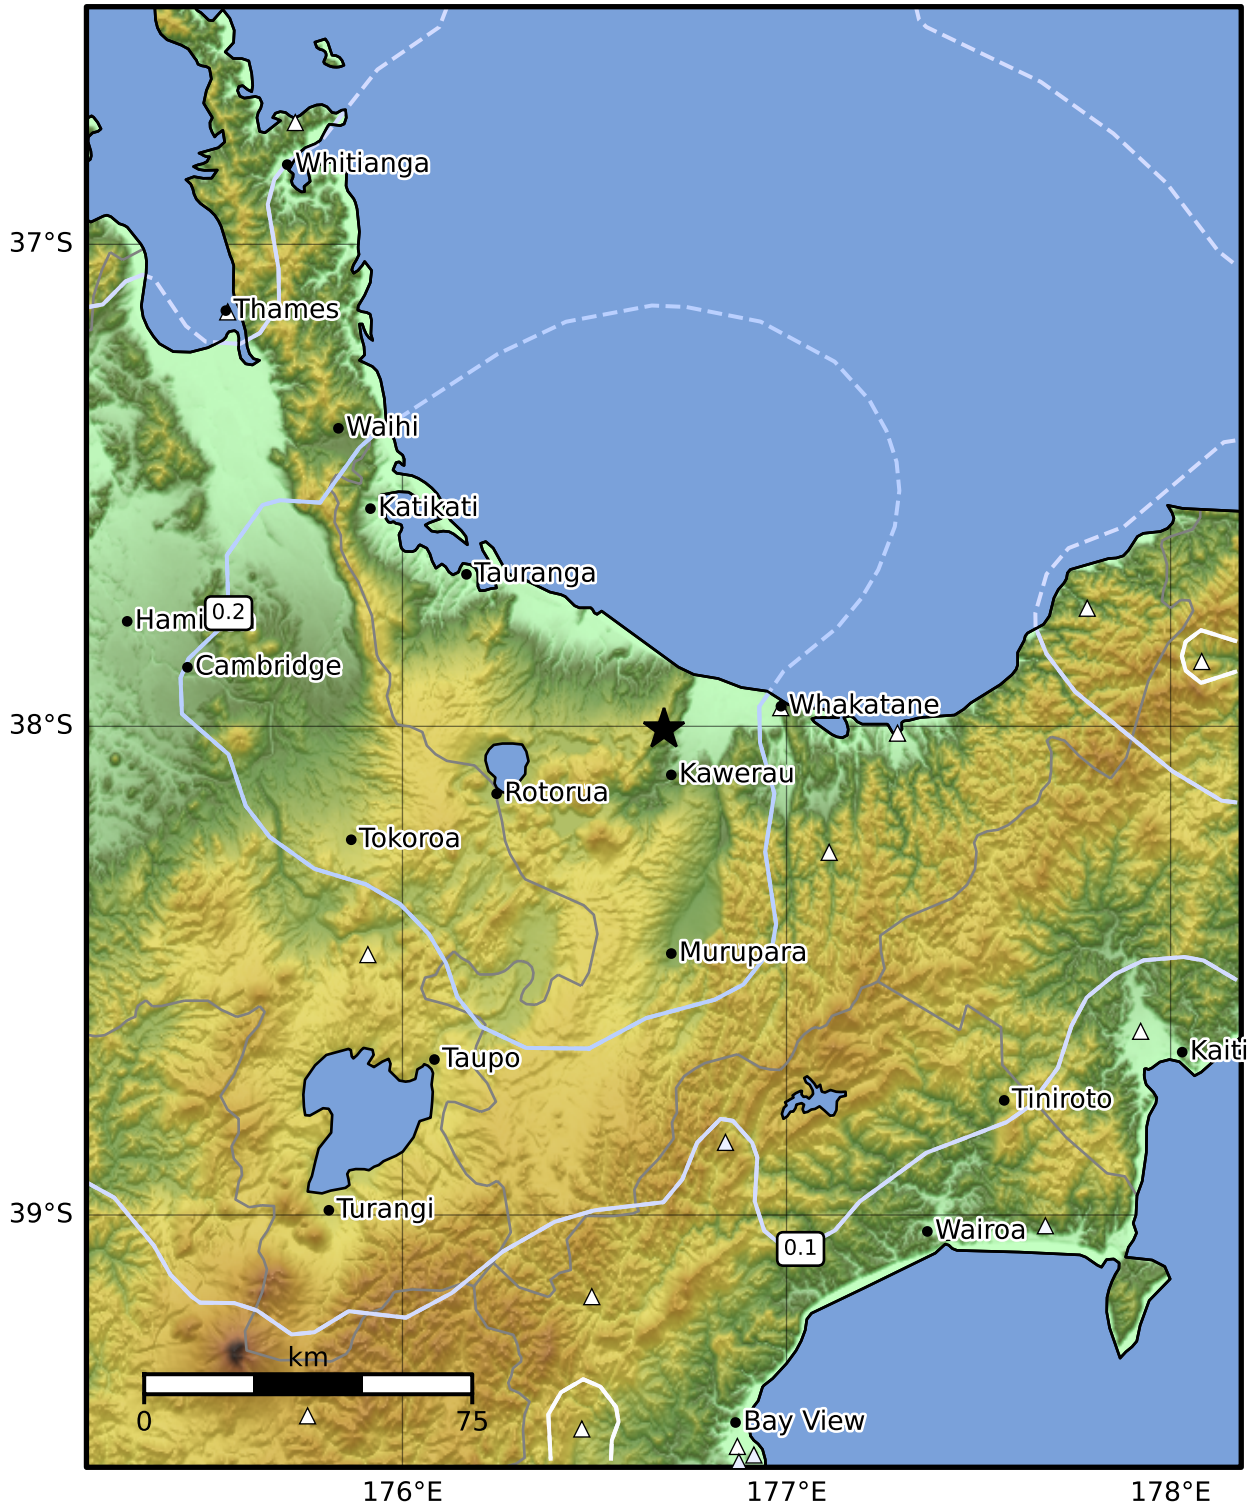 Whitianga
37°S
Thames
Waihi
Katikati
Tauranga
0.2
Cambridge
Whakatane
38°S
Kawerau
Rotorua
Tokoroa
Murupara
Taupo
Kaiti
Tiniroto
39°S
Turangi
Wairoa
0.1
km
0
75
Bay View
176°E
177°E
178°E